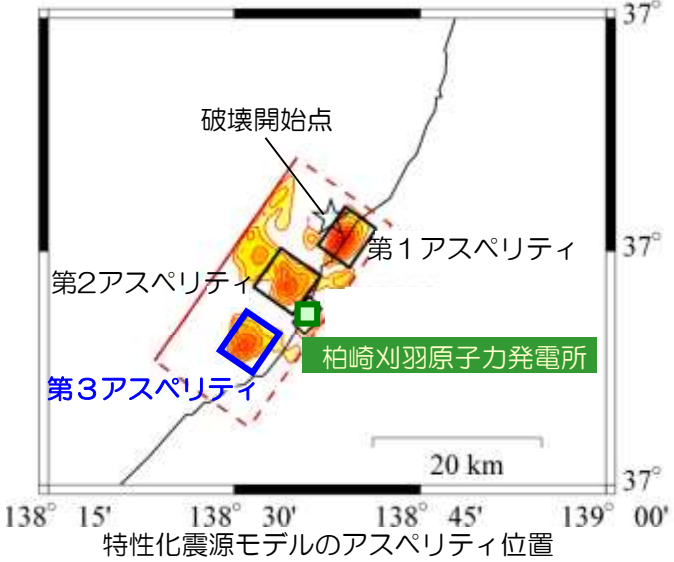 37°
破壊開始点
37°
第1アスペリティ
第2アスペリティ
柏崎刈羽原子力発電所
第3アスペリティ
20 km
37°
138° 15' 138° 30' 138° 45' 139° 00'
特性化震源モデルのアスペリティ位置